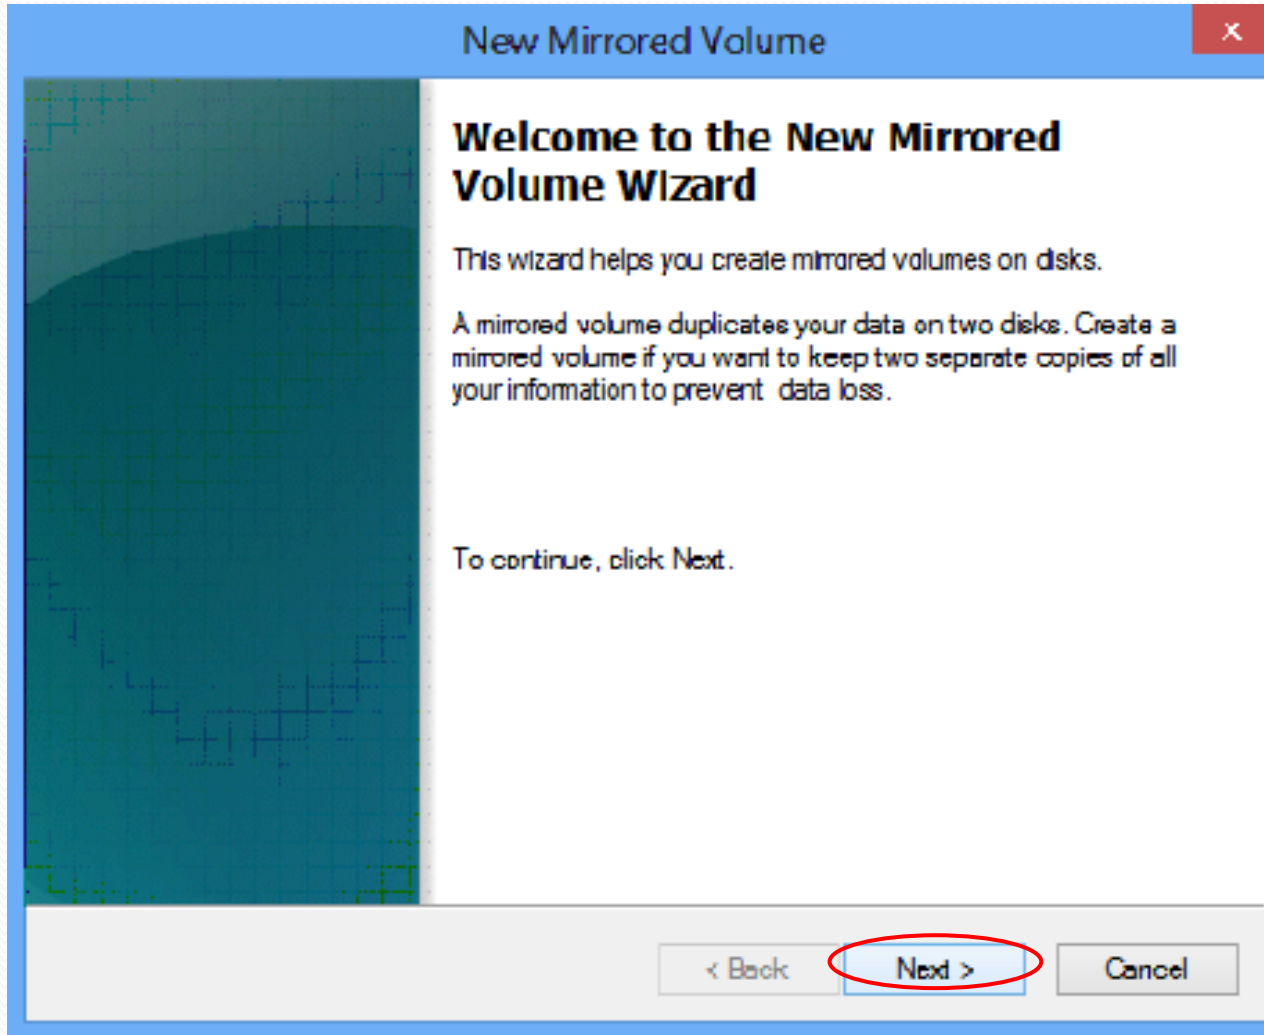 New Mirrored Volume
Welcome to the New Mirrored
Volume Wizard
This wizard helps you create mirrored volumes on disks.
A mirrored volume duplicates your data on two disks. Create a
mirrored volume if you want to keep two separate copies of all
your information to prevent data loss.
To continue, click Next.
< Back
Next >
Cancel